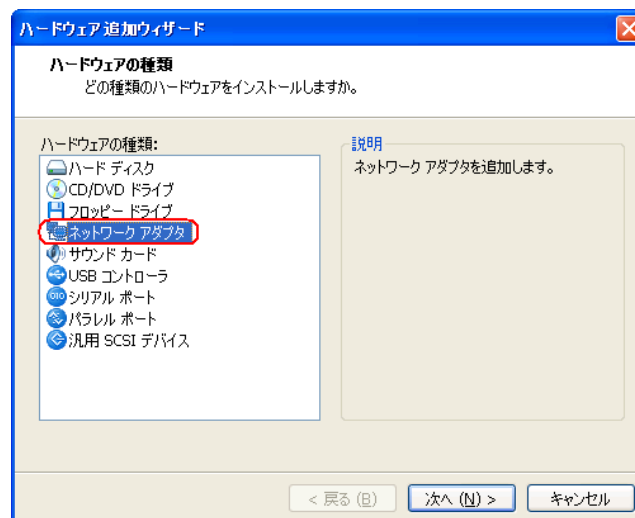 ハードウェア追加ウィザード
ハードウェアの種類
どの種類のハードウェアをインストールしますか。
ハードウェアの種類:
ハード ディスク
CD/DVD ドライブ
フロッピー ドライブ
ネットワーク アダプタ
サウンド カード
USB コントローラ
シリアル ポート
パラレル ポート
汎用 SCSI デバイス
説明
ネットワーク アダプタを追加します。
< 戻る (B)
次へ (N) >
キャンセル